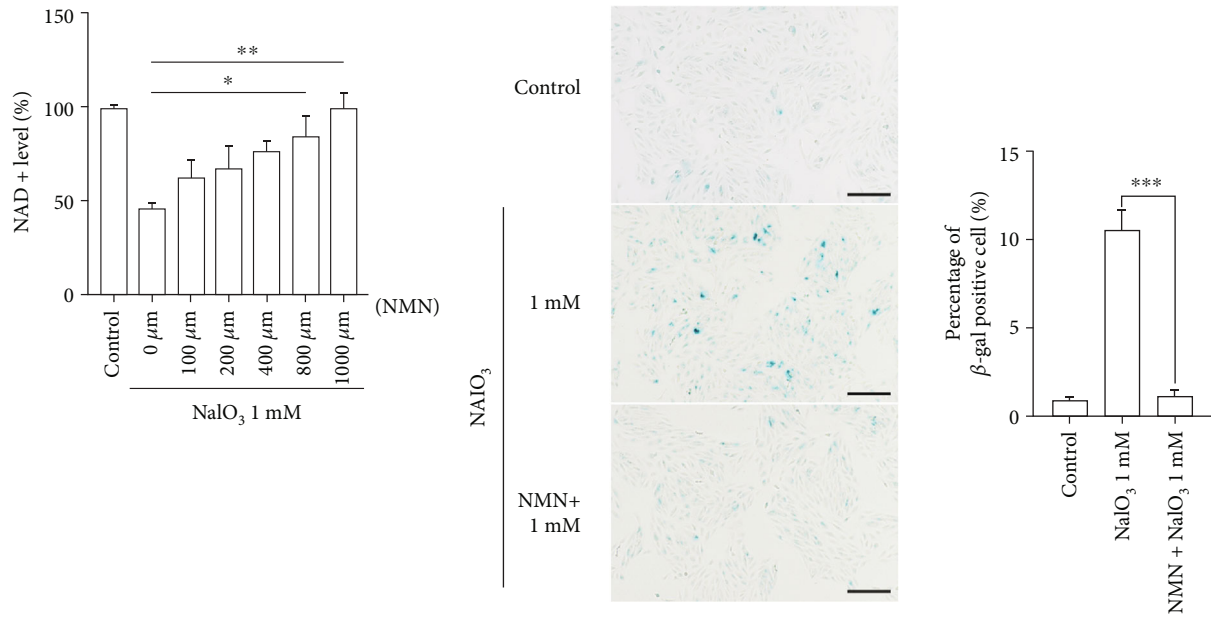 150
100
50
0
NAD + level (%)
**
*
Control
0 μm
100 μm
200 μm
400 μm
800 μm
1000 μm
(NMN)
NaIO₃ 1 mM
Control
1 mM
NMN+
1 mM
NAIO₃
15
10
5
0
Percentage of
β-gal positive cell (%)
***
Control
NaIO₃ 1 mM
NMN + NaIO₃ 1 mM